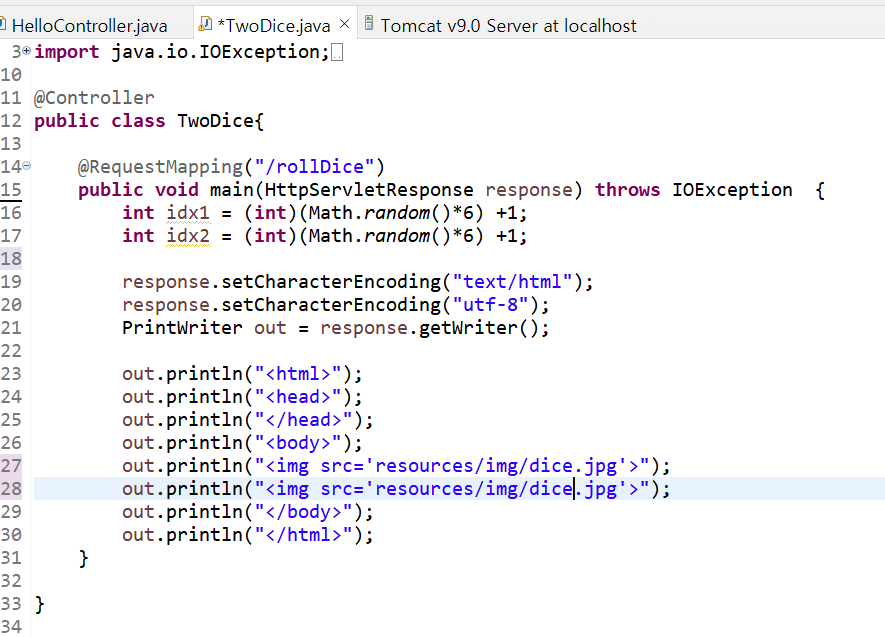 HelloController.java *TwoDice.java × Tomcat v9.0 Server at localhost
3 import java.io.IOException;
10
11 @Controller
12 public class TwoDice{
13
14 @RequestMapping("/rollDice")
15 public void main(HttpServletResponse response) throws IOException {
16 int idx1 = (int)(Math.random()*6) +1;
17 int idx2 = (int)(Math.random()*6) +1;
18
19 response.setCharacterEncoding("text/html");
20 response.setCharacterEncoding("utf-8");
21 PrintWriter out = response.getWriter();
22
23 out.println("<html>");
24 out.println("<head>");
25 out.println("</head>");
26 out.println("<body>");
27 out.println("<img src='resources/img/dice.jpg'>");
28 out.println("<img src='resources/img/dice.jpg'>");
29 out.println("</body>");
30 out.println("</html>");
31 }
32
33 }
34